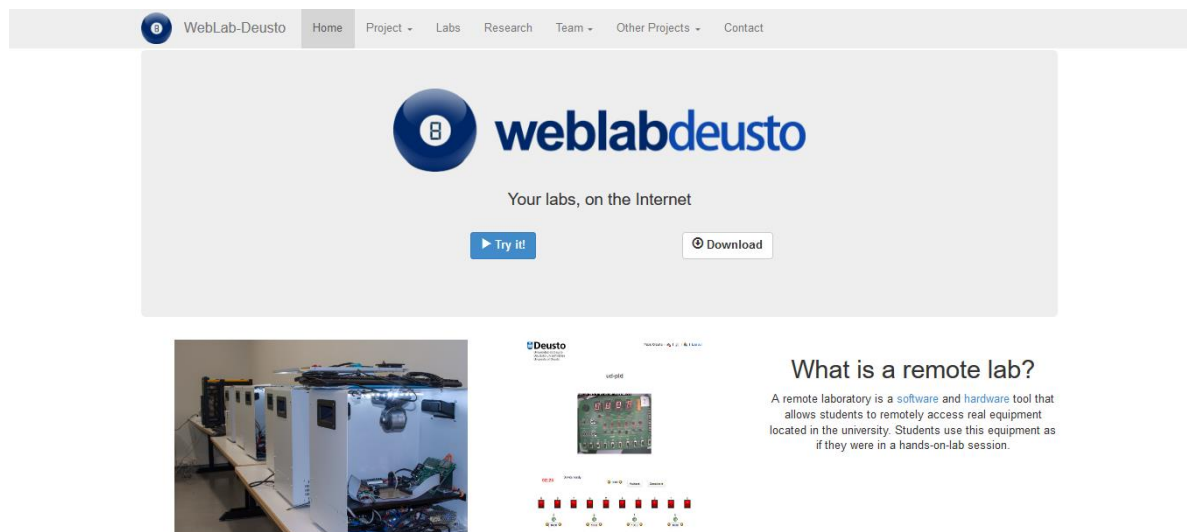 WebLab-Deusto Home Project Labs Research Team Other Projects Contact
8 weblabdeusto
Your labs, on the Internet
Try it! Download
Deusto
What is a remote lab?
A remote laboratory is a software and hardware tool that
allows students to remotely access real equipment
located in the university. Students use this equipment as
if they were in a hands-on-lab session.